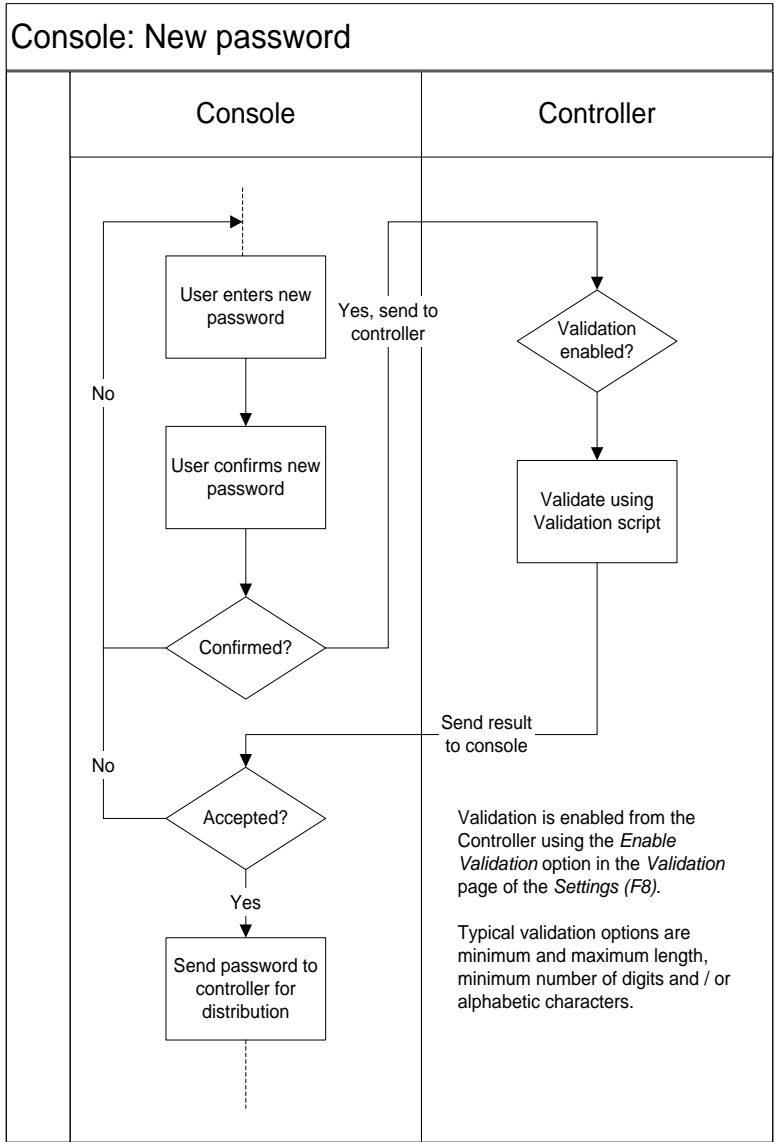 Console: New password
Console
Controller
User enters new
password
Yes, send to
controller
Validation
enabled?
No
User confirms new
password
Validate using
Validation script
Confirmed?
Send result
to console
No
Accepted?
Validation is enabled from the
Controller using the Enable
Validation option in the Validation
page of the Settings (F8).
Yes
Typical validation options are
minimum and maximum length,
minimum number of digits and / or
alphabetic characters.
Send password to
controller for
distribution